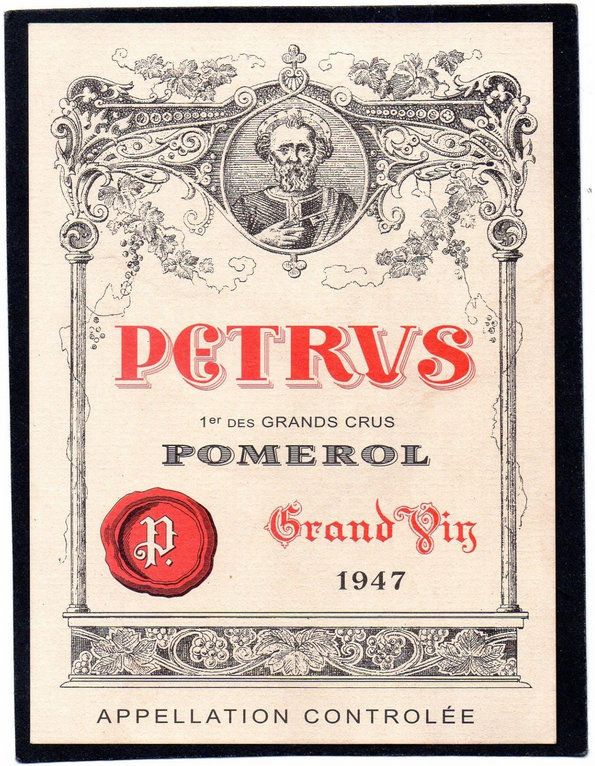 PETRVS
1er DES GRANDS CRUS
POMEROL
P.
Grand Vin
1947
APPELLATION CONTROLÉE